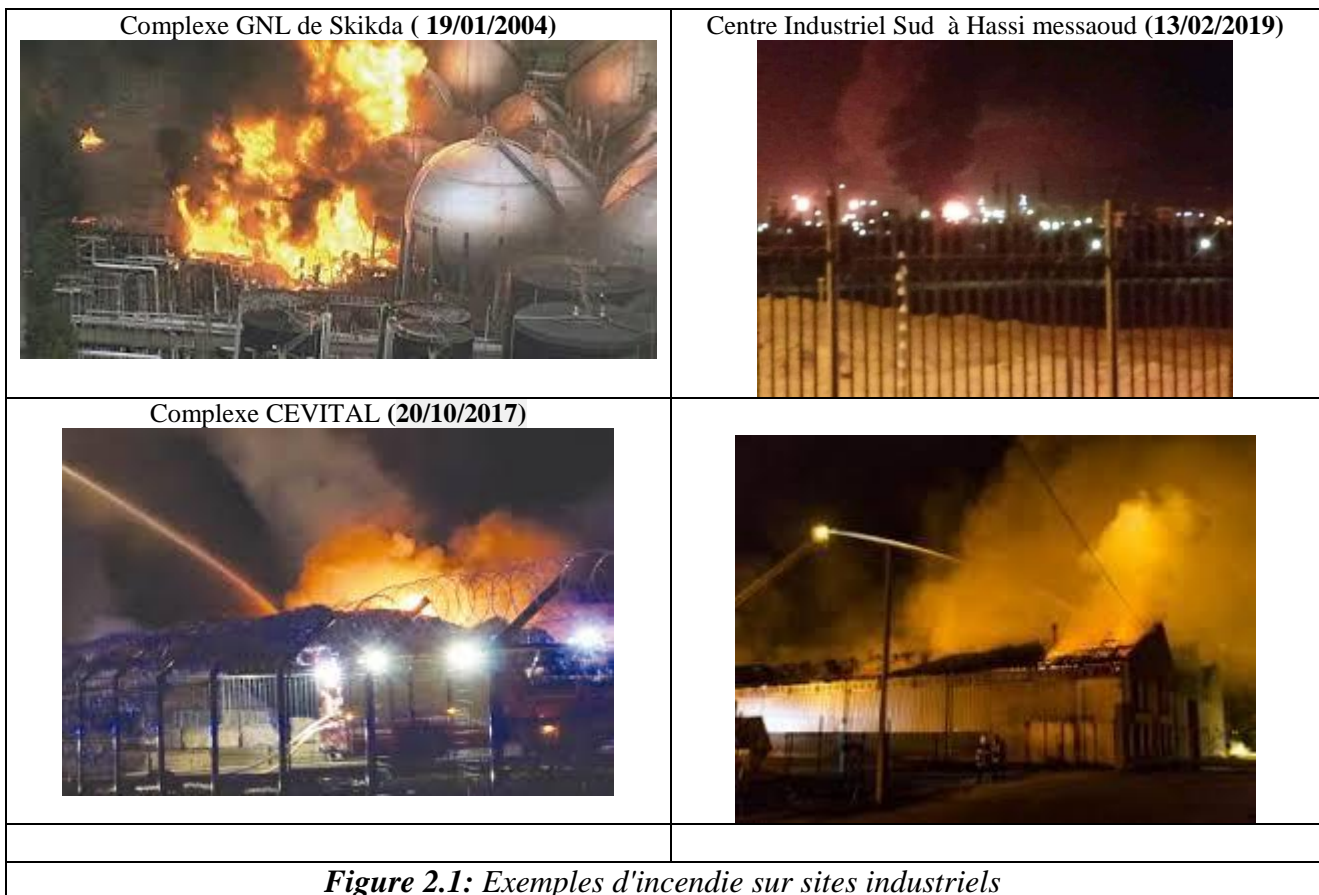 Complexe GNL de Skikda ( 19/01/2004)
Centre Industriel Sud à Hassi messaoud (13/02/2019)
Complexe CEVITAL (20/10/2017)
Figure 2.1: Exemples d'incendie sur sites industriels